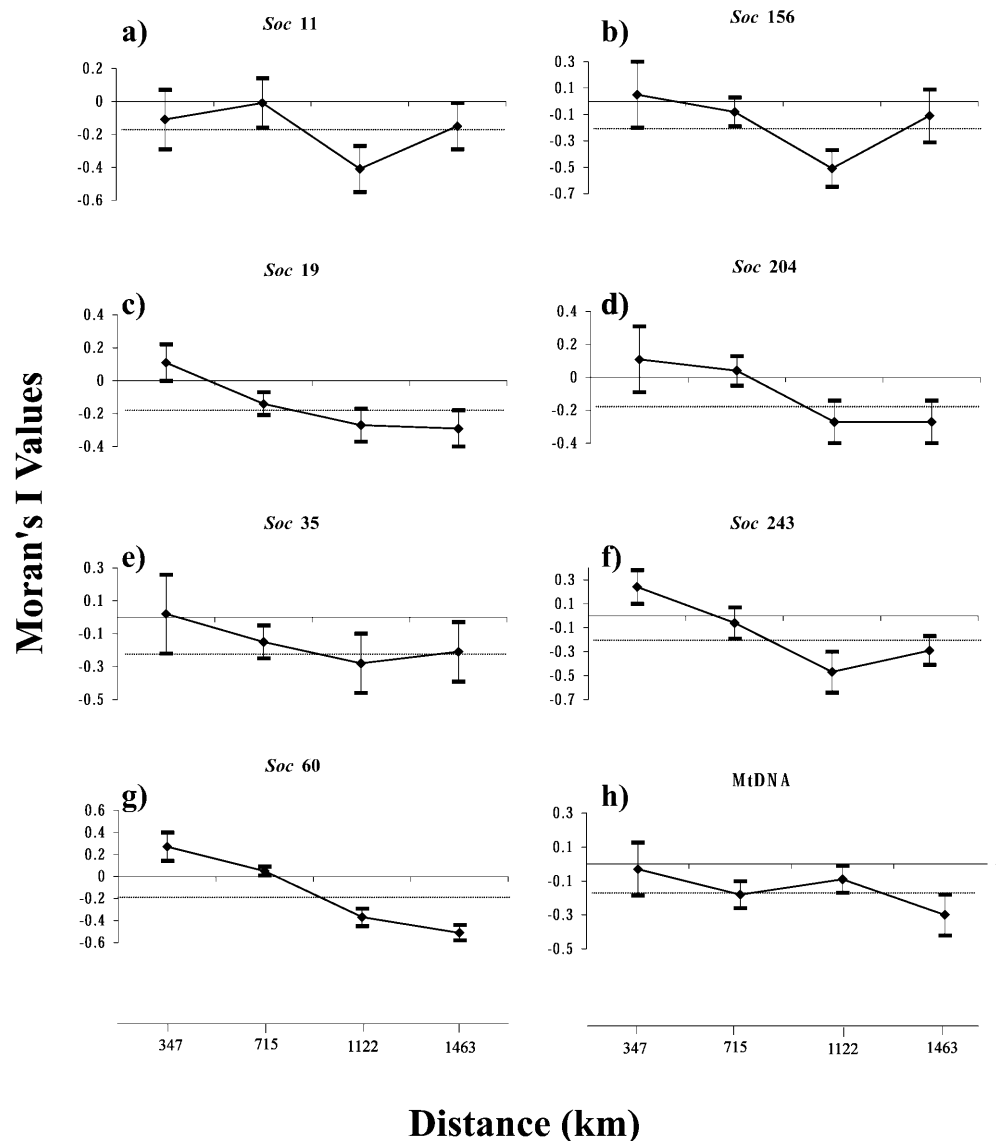 Moran's I Values
a)
Soc 11
0.2
0
-0.2
-0.4
-0.6
b)
Soc 156
0.3
0.1
-0.1
-0.3
-0.5
-0.7
c)
Soc 19
0.4
0.2
0
-0.2
-0.4
d)
Soc 204
0.4
0.2
0
-0.2
-0.4
e)
Soc 35
0.3
0.1
-0.1
-0.3
-0.5
f)
Soc 243
0.3
0.1
-0.1
-0.3
-0.5
-0.7
g)
Soc 60
0.6
0.4
0.2
0
-0.2
-0.4
-0.6
h)
MtDNA
0.3
0.1
-0.1
-0.3
-0.5
347 715 1122 1463
347 715 1122 1463
Distance (km)